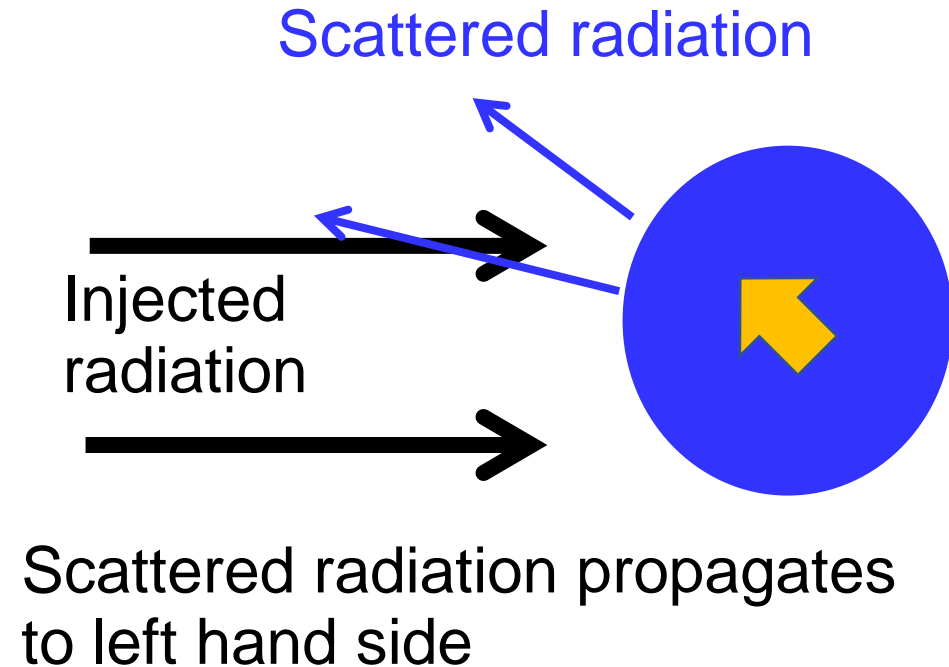 Scattered radiation
Injected
radiation
Scattered radiation propagates
to left hand side